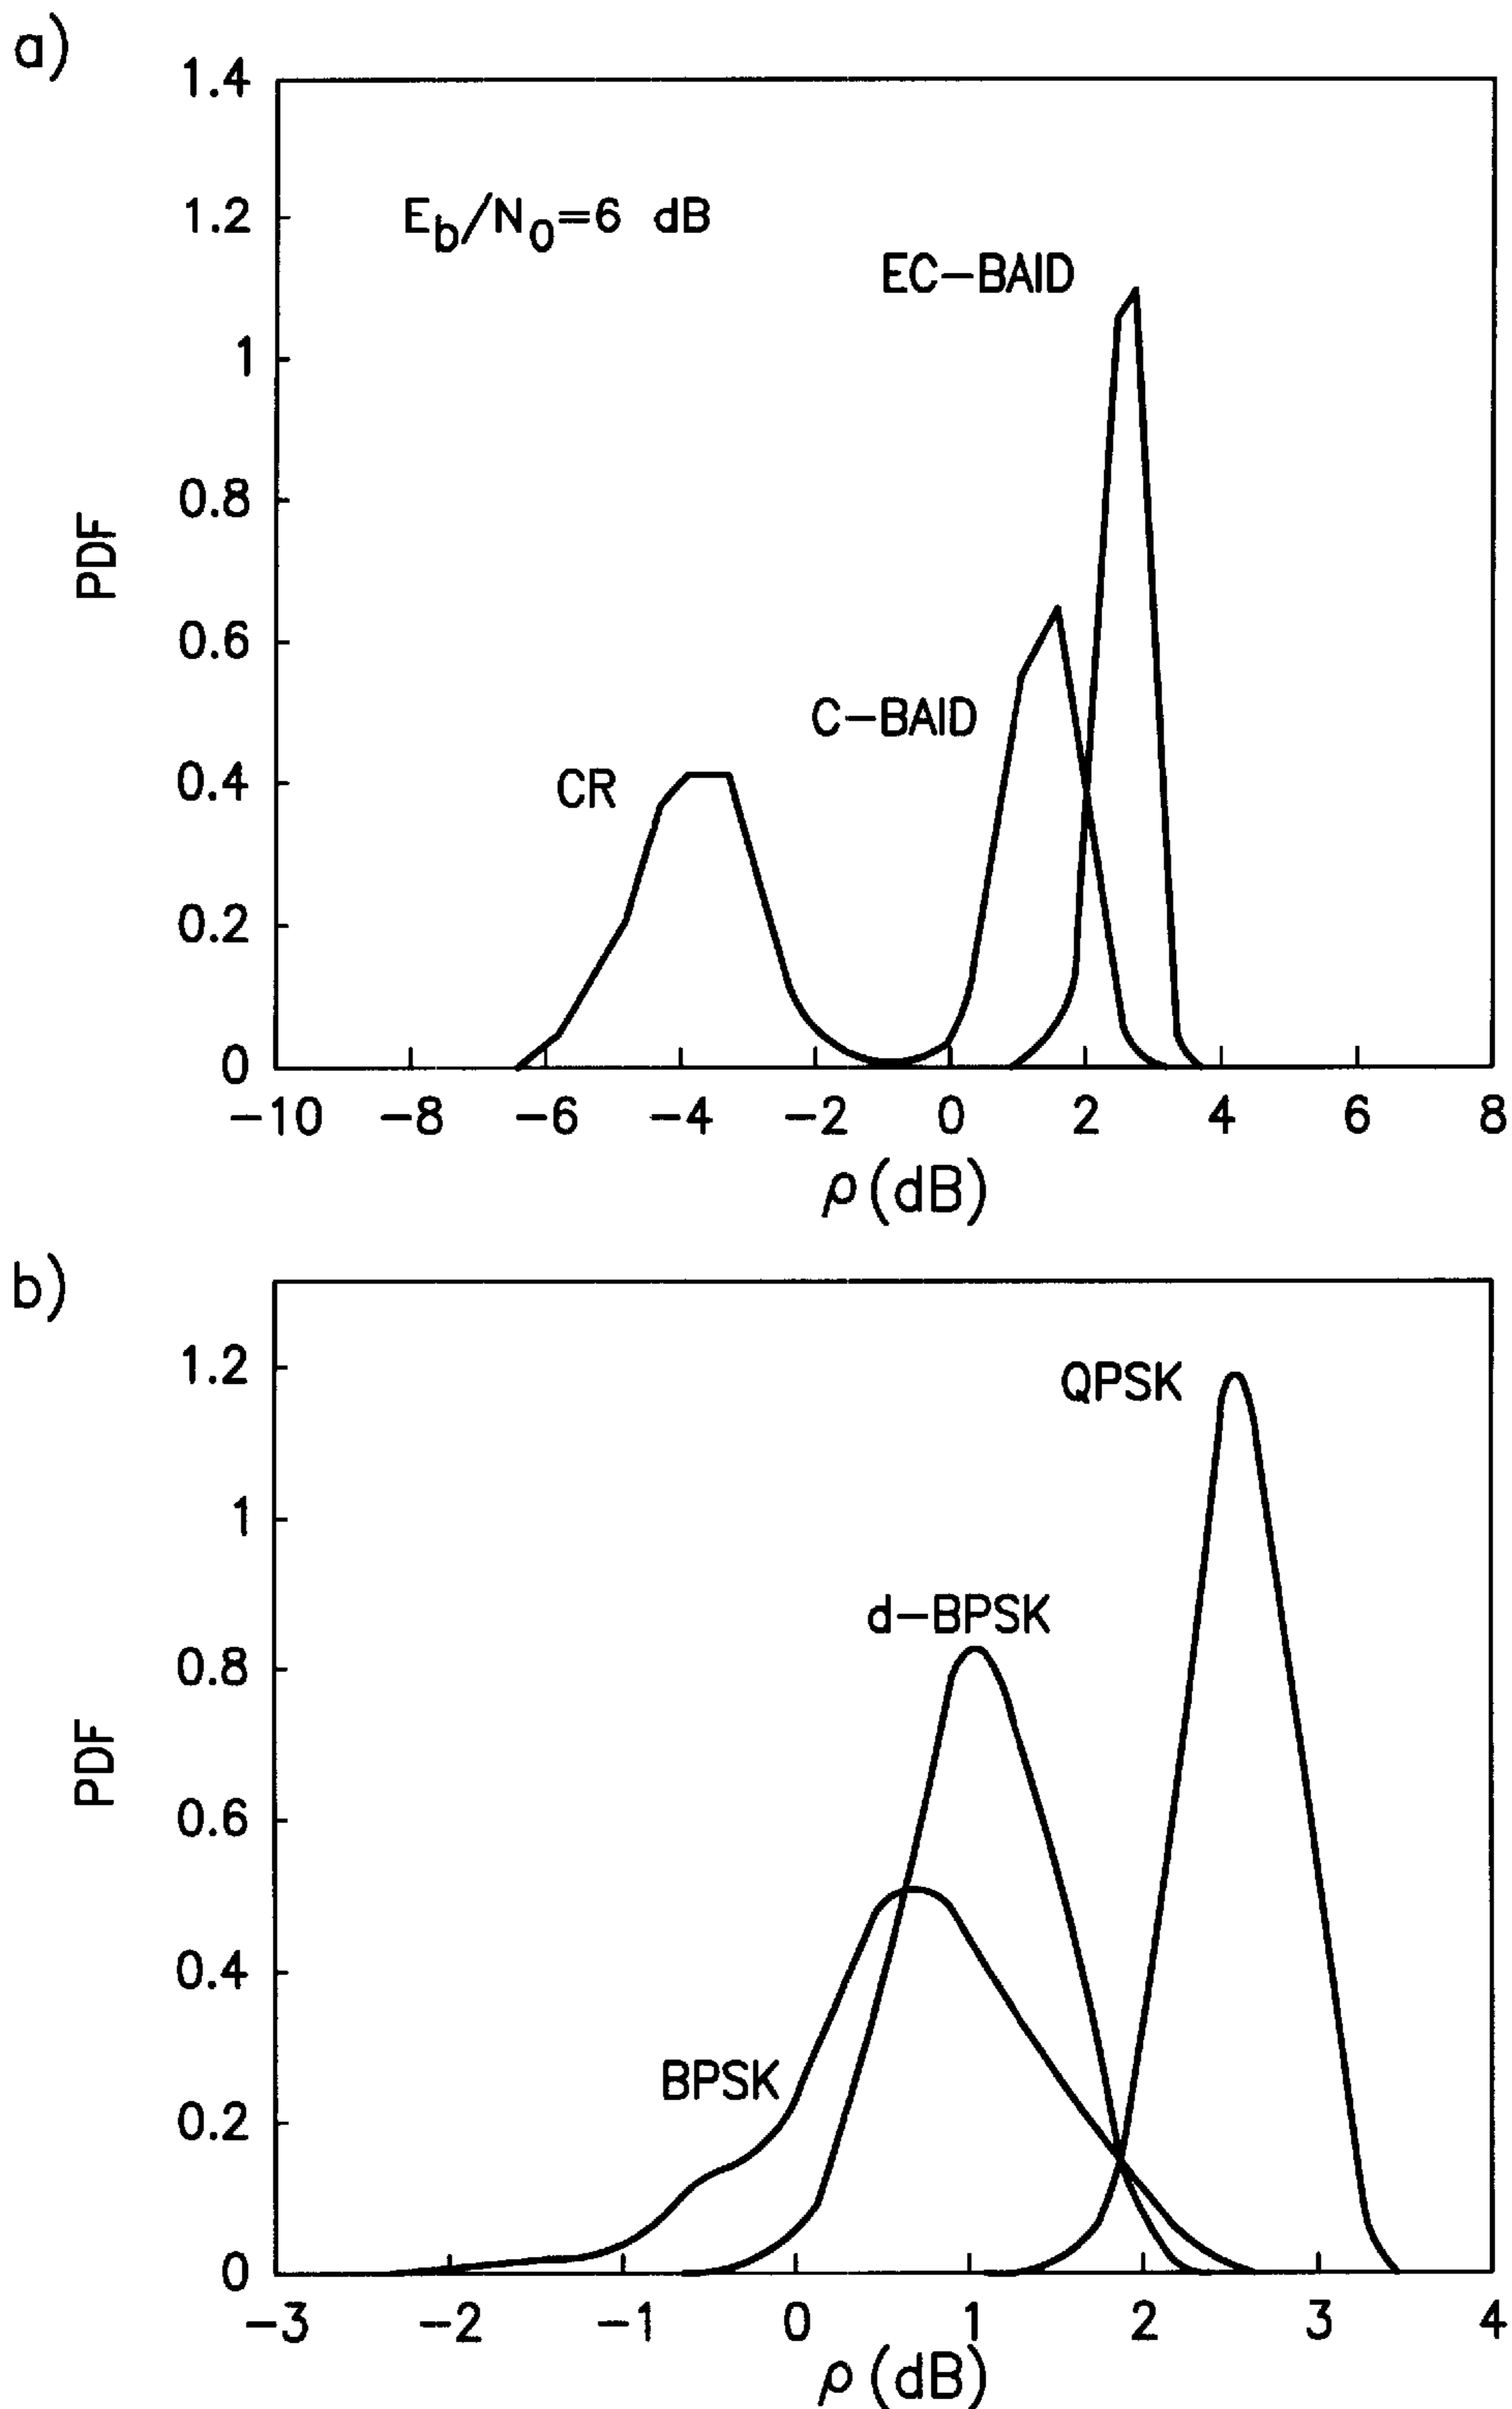 a)
1.4
1.2
1
0.8
0.6
0.4
0.2
0
PDF
E_b/N_0=6 dB
EC-BAID
C-BAID
CR
-10 -8 -6 -4 -2 0 2 4 6 8
ρ(dB)
b)
1.2
1
0.8
0.6
0.4
0.2
0
PDF
QPSK
d-BPSK
BPSK
-3 -2 -1 0 1 2 3 4
ρ(dB)